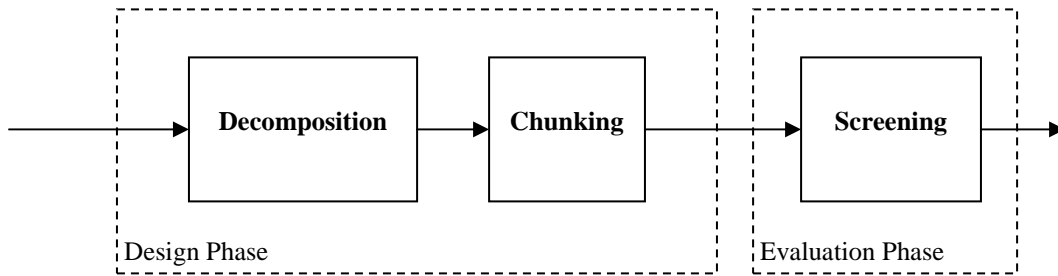 Decomposition
Chunking
Screening
Design Phase
Evaluation Phase